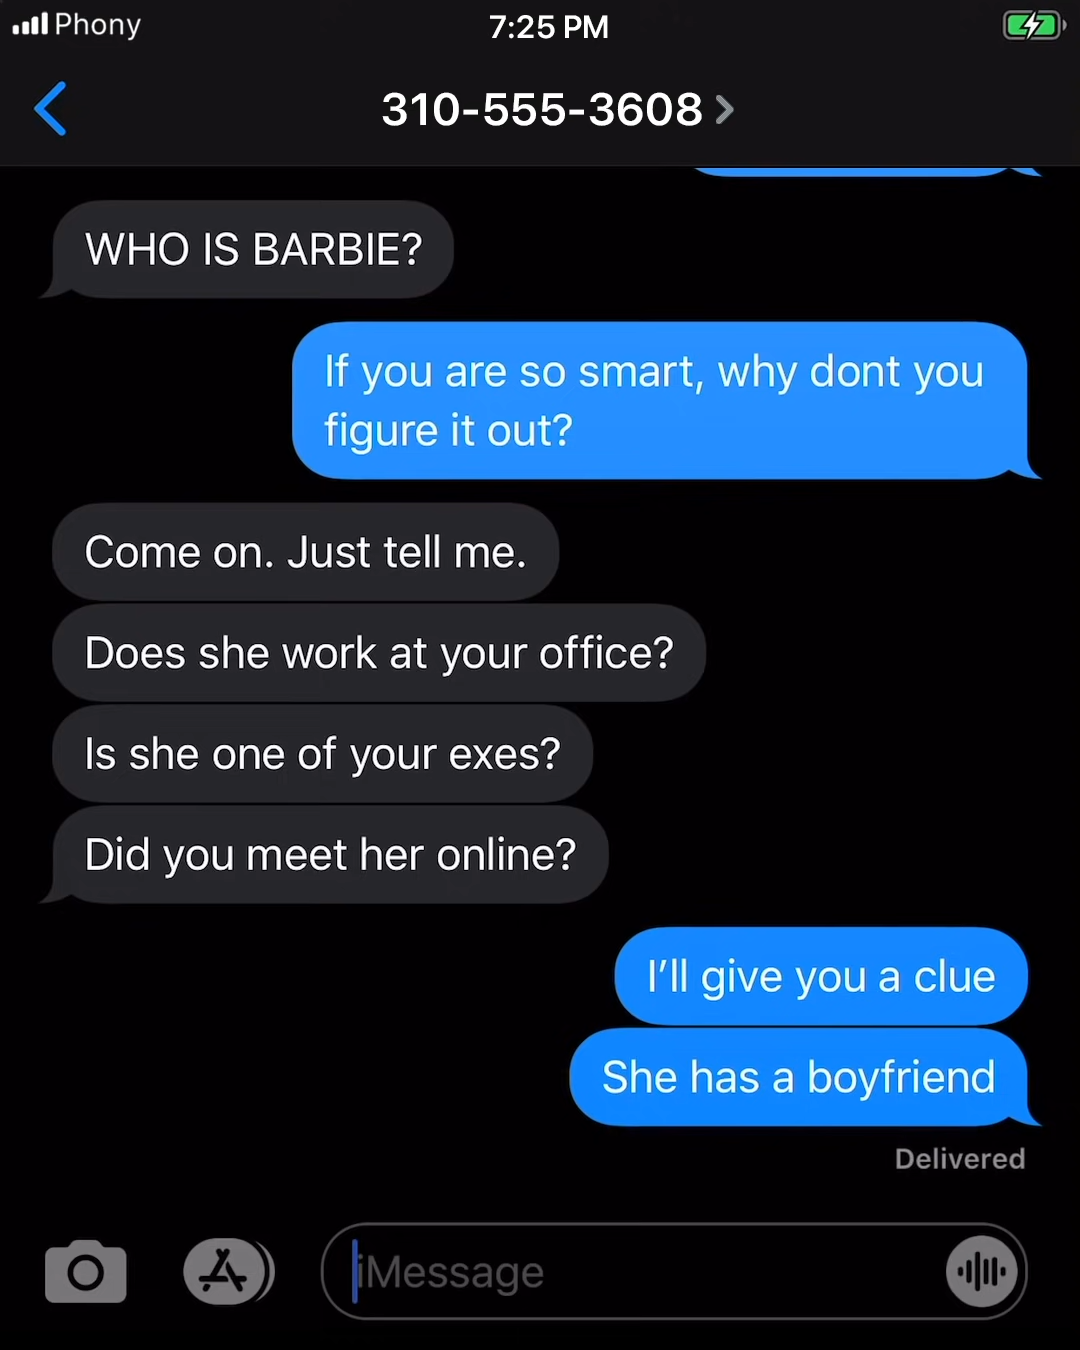 Phony
7:25 PM
310-555-3608
WHO IS BARBIE?
If you are so smart, why dont you
figure it out?
Come on. Just tell me.
Does she work at your office?
Is she one of your exes?
Did you meet her online?
I’ll give you a clue
She has a boyfriend
Delivered
iMessage